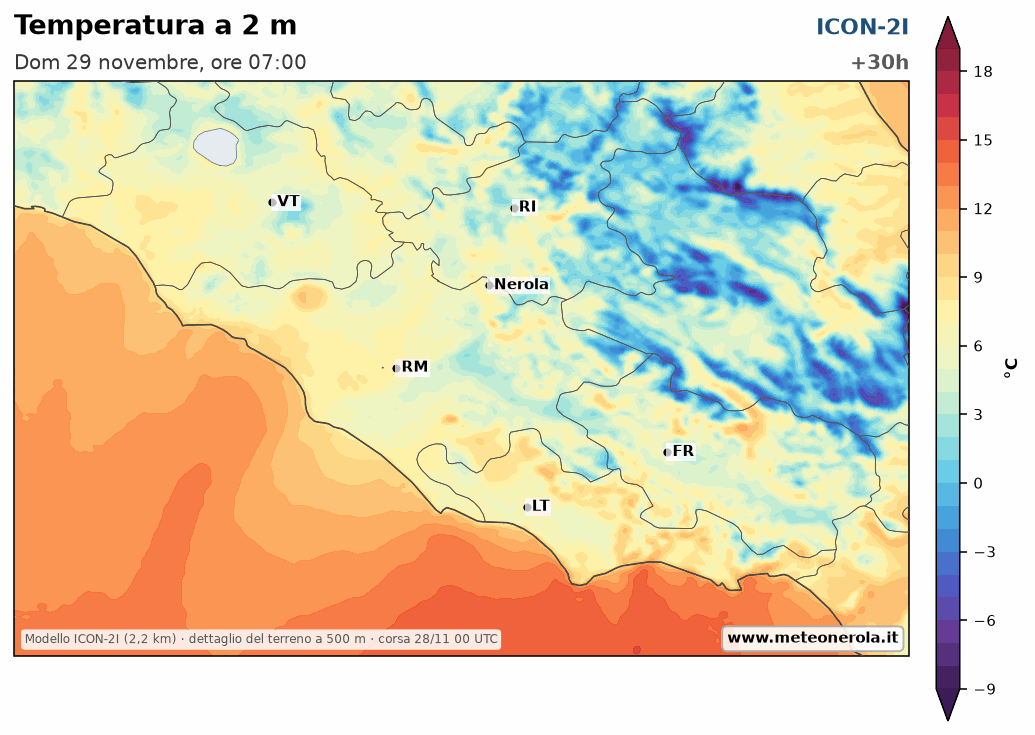 Temperatura a 2 m
ICON-2I
Dom 29 novembre, ore 07:00
+30h
VT
RI
Nerola
RM
FR
LT
Modello ICON-2I (2,2 km) · dettaglio del terreno a 500 m · corsa 28/11 00 UTC
www.meteonerola.it
18
15
12
9
6
3
0
−3
−6
−9
°C